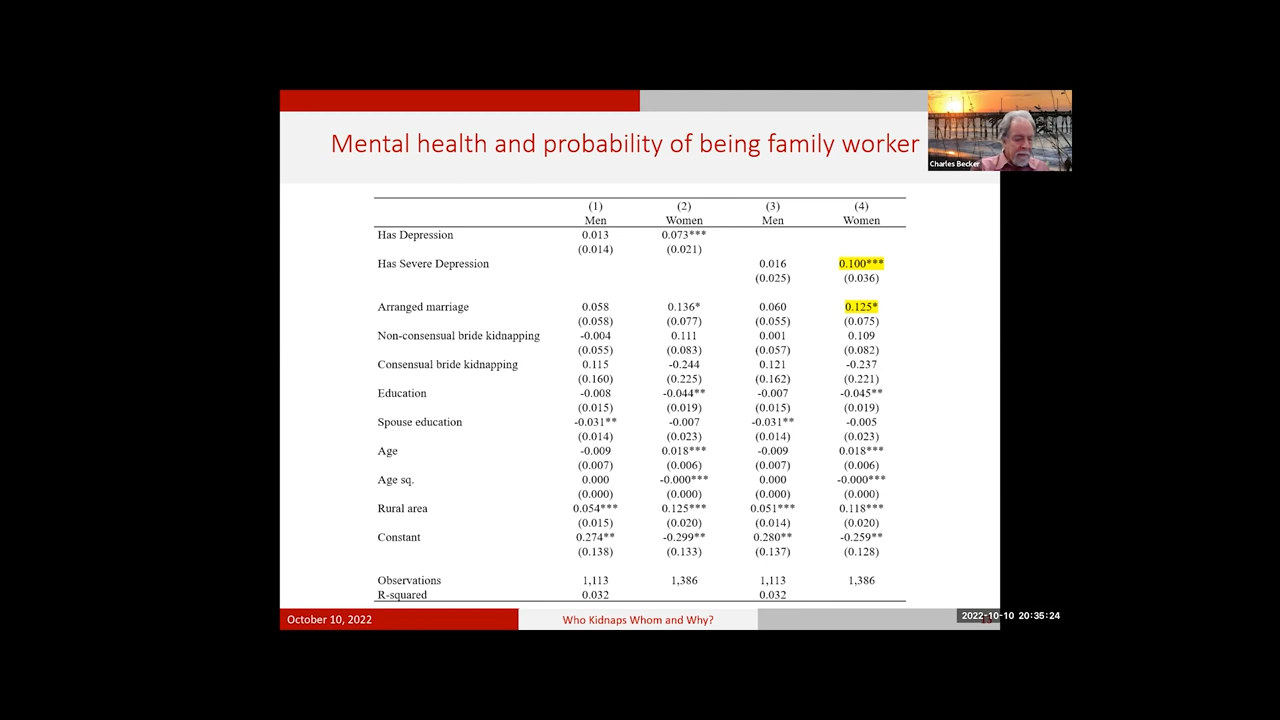 Mental health and probability of being family worker
Charles Becker
(1) (2) (3) (4)
Men Women Men Women
Has Depression 0.013 0.073***
(0.014) (0.021)
Has Severe Depression 0.016 0.100***
(0.025) (0.036)
Arranged marriage 0.058 0.136* 0.060 0.125*
(0.058) (0.077) (0.055) (0.075)
Non-consensual bride kidnapping -0.004 0.111 0.001 0.109
(0.055) (0.083) (0.057) (0.082)
Consensual bride kidnapping 0.115 -0.244 0.121 -0.237
(0.160) (0.225) (0.162) (0.221)
Education -0.008 -0.044** -0.007 -0.045**
(0.015) (0.019) (0.015) (0.019)
Spouse education -0.031** -0.007 -0.031** -0.005
(0.014) (0.023) (0.014) (0.023)
Age -0.009 0.018*** -0.009 0.018***
(0.007) (0.006) (0.007) (0.006)
Age sq. 0.000 -0.000*** 0.000 -0.000***
(0.000) (0.000) (0.000) (0.000)
Rural area 0.054*** 0.125*** 0.051*** 0.118***
(0.015) (0.020) (0.014) (0.020)
Constant 0.274** -0.299** 0.280** -0.259**
(0.138) (0.133) (0.137) (0.128)
Observations 1,113 1,386 1,113 1,386
R-squared 0.032 0.032
October 10, 2022 Who Kidnaps Whom and Why?
2022-10-10 20:35:24